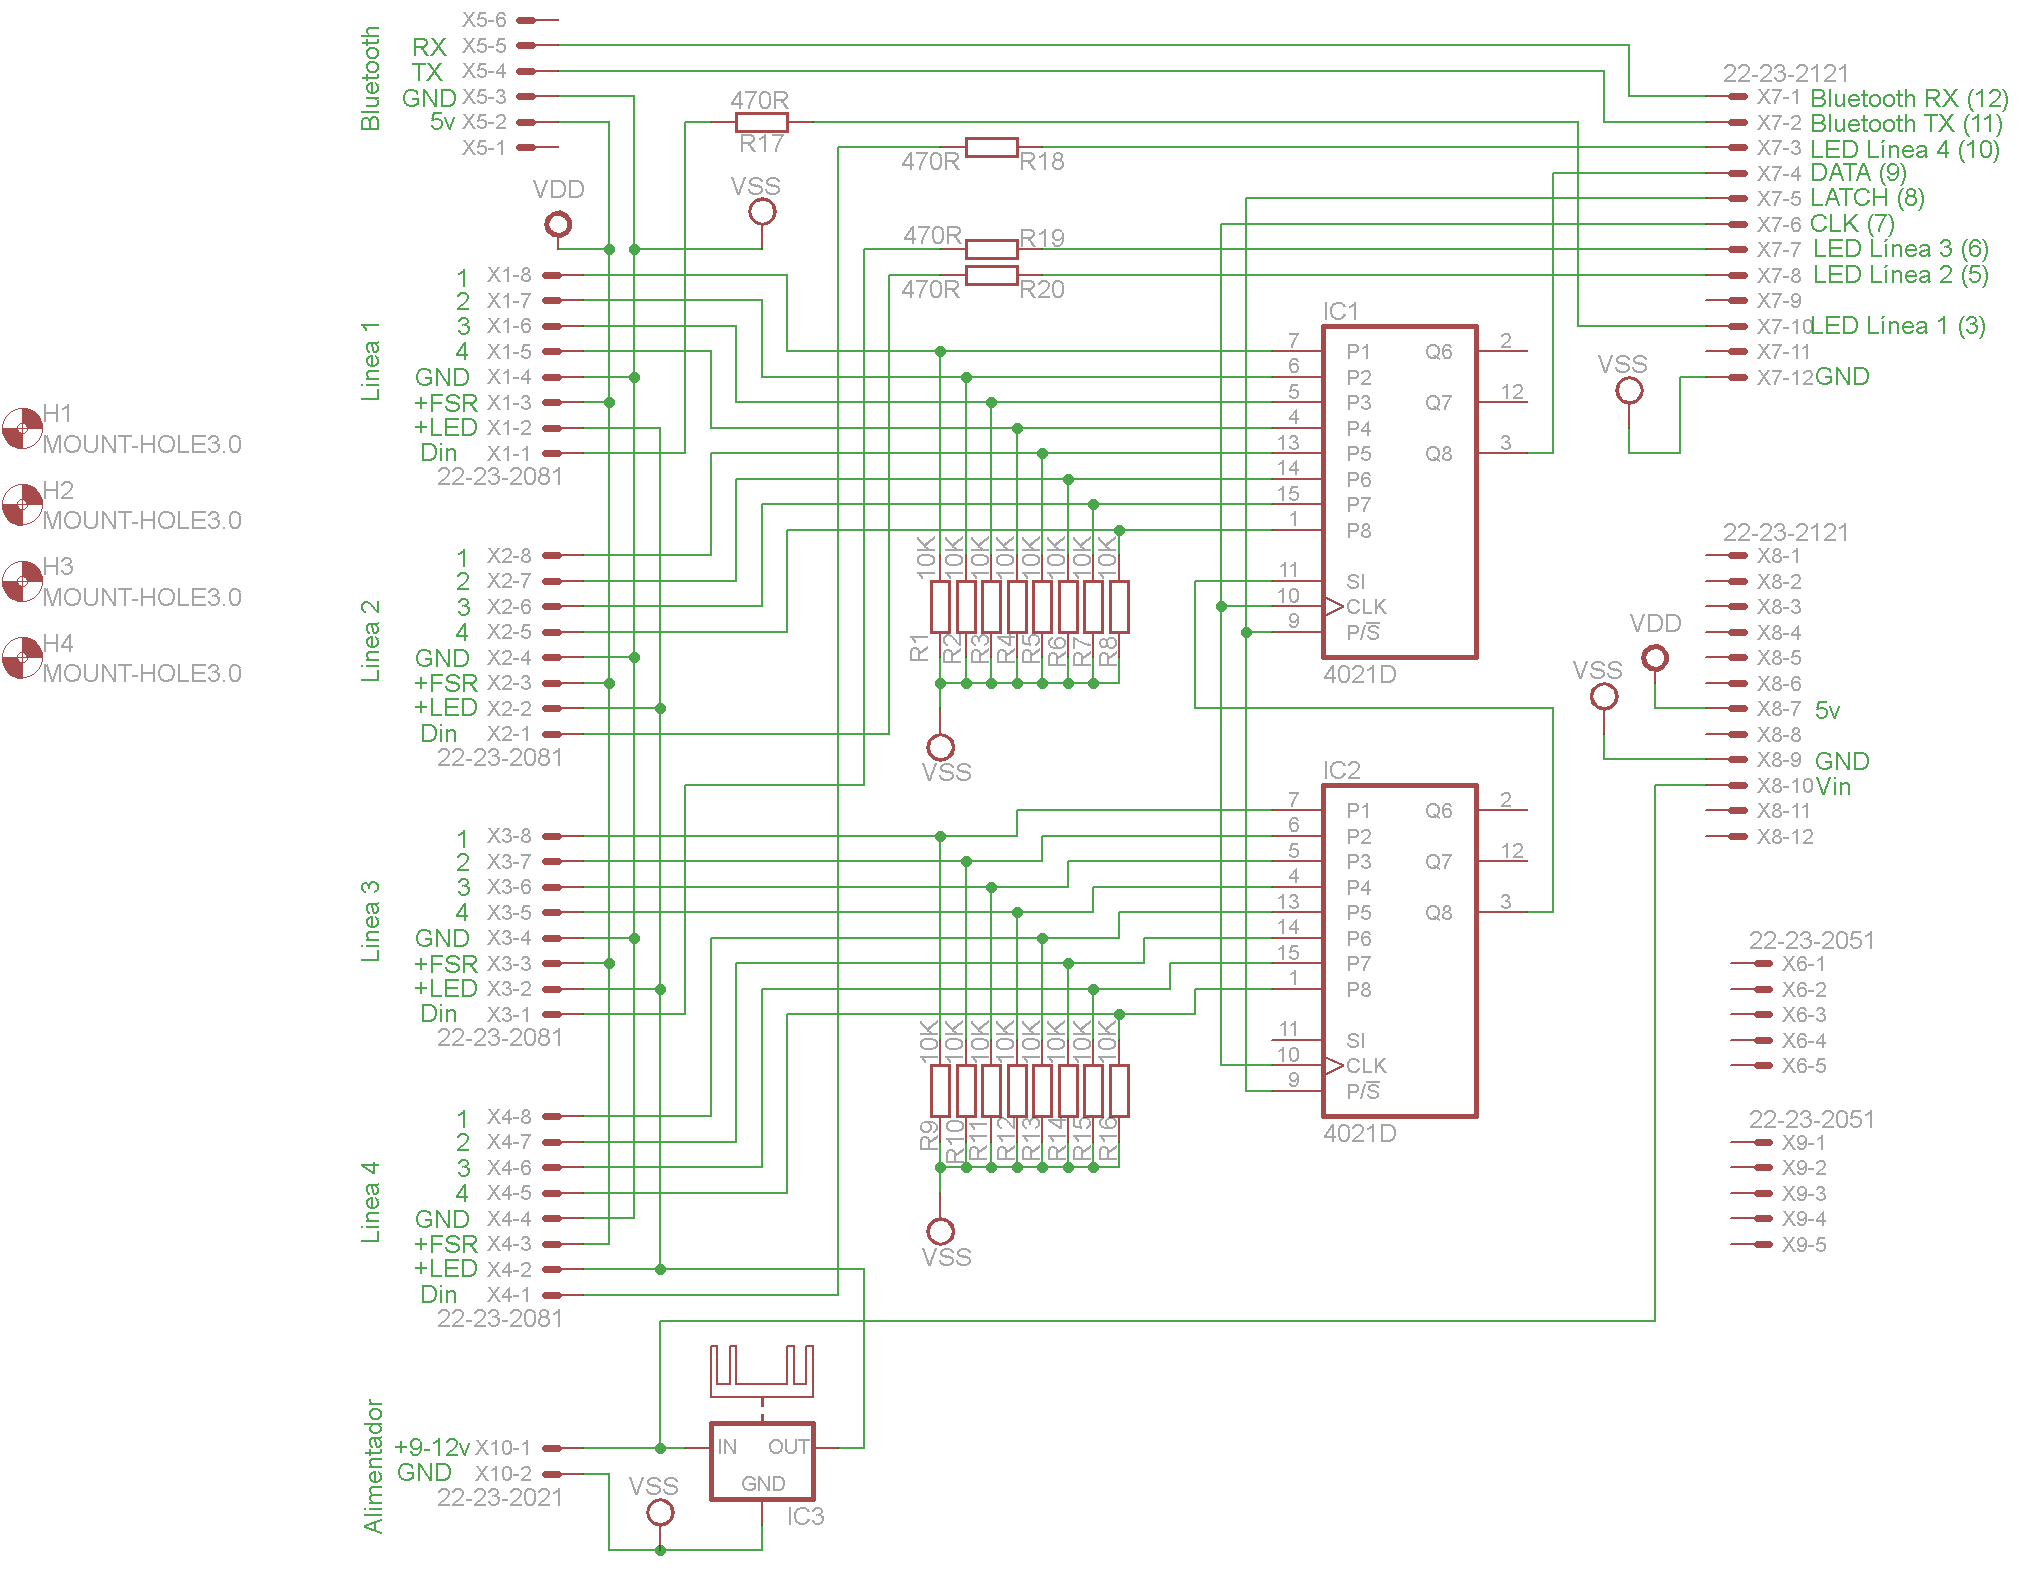 Bluetooth
X5-6
RX X5-5
TX X5-4
GND X5-3
5v X5-2
X5-1
470R
R17
470R
R18
VDD
VSS
470R
R19
470R
R20
22-23-2121
X7-1 Bluetooth RX (12)
X7-2 Bluetooth TX (11)
X7-3 LED Línea 4 (10)
X7-4 DATA (9)
X7-5 LATCH (8)
X7-6 CLK (7)
X7-7 LED Línea 3 (6)
X7-8 LED Línea 2 (5)
X7-9
X7-10 LED Línea 1 (3)
X7-11
X7-12 GND
VSS
Linea 1
1 X1-8
2 X1-7
3 X1-6
4 X1-5
GND X1-4
+FSR X1-3
+LED X1-2
Din X1-1
22-23-2081
H1
MOUNT-HOLE3.0
H2
MOUNT-HOLE3.0
H3
MOUNT-HOLE3.0
H4
MOUNT-HOLE3.0
Linea 2
1 X2-8
2 X2-7
3 X2-6
4 X2-5
GND X2-4
+FSR X2-3
+LED X2-2
Din X2-1
22-23-2081
10K 10K 10K 10K 10K 10K 10K 10K
R1 R2 R3 R4 R5 R6 R7 R8
VSS
IC1
7 P1 Q6 2
6 P2
5 P3 Q7 12
4 P4
13 P5 Q8 3
14 P6
15 P7
1 P8
11 SI
10 CLK
9 P/S
4021D
22-23-2121
X8-1
X8-2
X8-3
X8-4
X8-5
X8-6
X8-7 5v
X8-8
X8-9 GND
X8-10 Vin
X8-11
X8-12
VDD
VSS
Linea 3
1 X3-8
2 X3-7
3 X3-6
4 X3-5
GND X3-4
+FSR X3-3
+LED X3-2
Din X3-1
22-23-2081
IC2
7 P1 Q6 2
6 P2
5 P3 Q7 12
4 P4
13 P5 Q8 3
14 P6
15 P7
1 P8
11 SI
10 CLK
9 P/S
4021D
10K 10K 10K 10K 10K 10K 10K 10K
R9 R10 R11 R12 R13 R14 R15 R16
VSS
22-23-2051
X6-1
X6-2
X6-3
X6-4
X6-5
22-23-2051
X9-1
X9-2
X9-3
X9-4
X9-5
Linea 4
1 X4-8
2 X4-7
3 X4-6
4 X4-5
GND X4-4
+FSR X4-3
+LED X4-2
Din X4-1
22-23-2081
Alimentador
+9-12v X10-1
GND X10-2
22-23-2021
VSS
IN OUT
GND
IC3